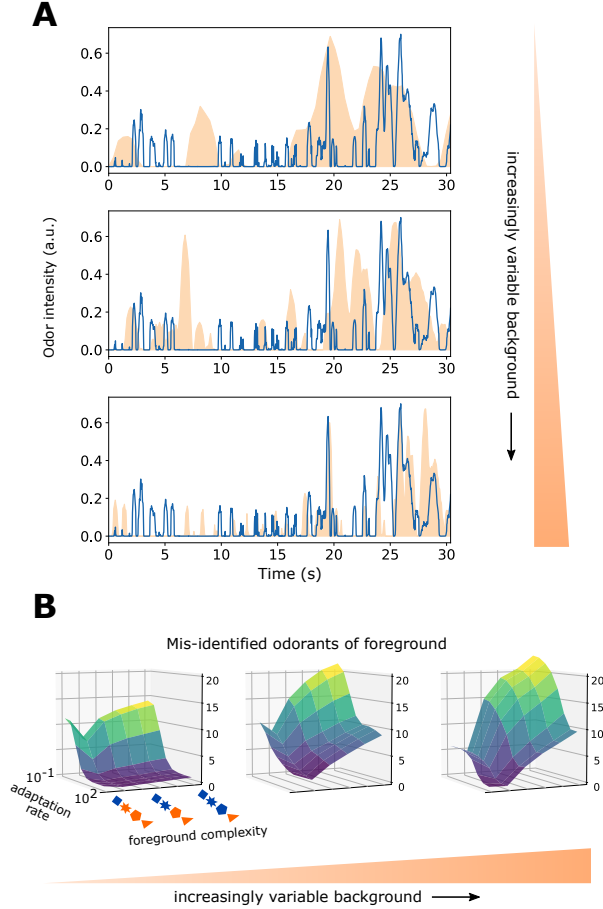 A
0.6
0.4
0.2
0.0
0 5 10 15 20 25 30
0.6
0.4
0.2
0.0
0 5 10 15 20 25 30
0.6
0.4
0.2
0.0
0 5 10 15 20 25 30
Odor intensity (a.u.)
Time (s)
increasingly variable background
B
Mis-identified odorants of foreground
20
15
10
5
0
20
15
10
5
0
20
15
10
5
0
10⁻¹
10²
adaptation
rate
foreground complexity
increasingly variable background